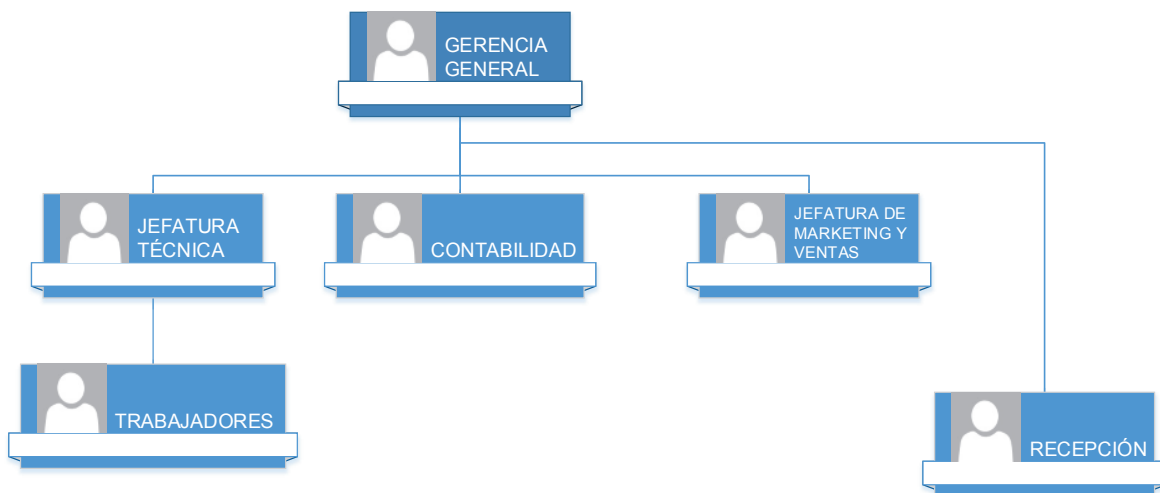 GERENCIA
GENERAL
JEFATURA
TÉCNICA
CONTABILIDAD
JEFATURA DE
MARKETING Y
VENTAS
TRABAJADORES
RECEPCIÓN